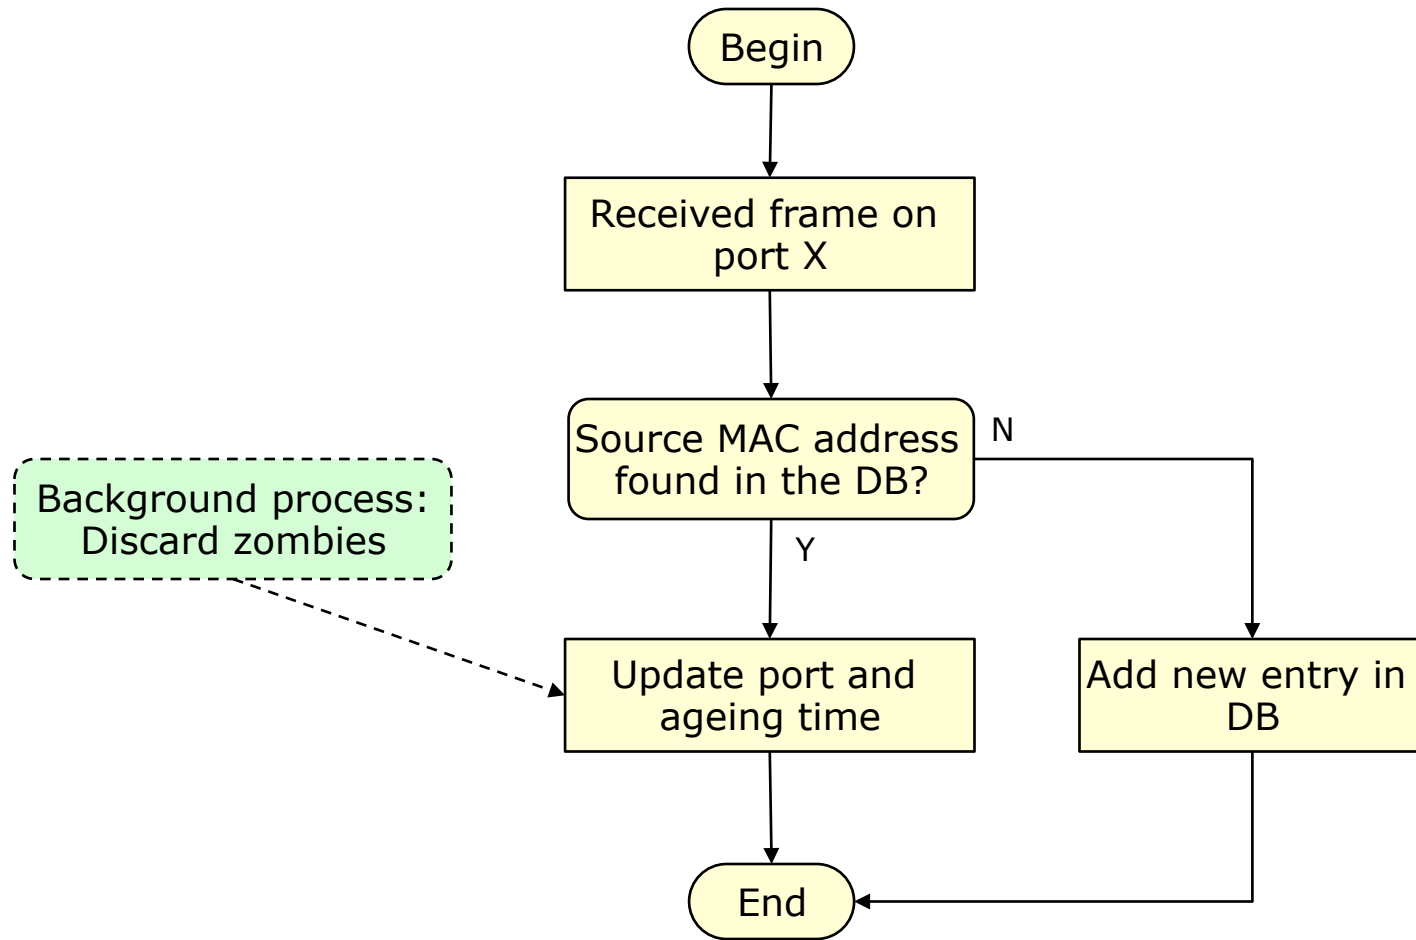 Begin
Received frame on
port X
Source MAC address
found in the DB?
N
Background process:
Discard zombies
Y
Update port and
ageing time
Add new entry in
DB
End